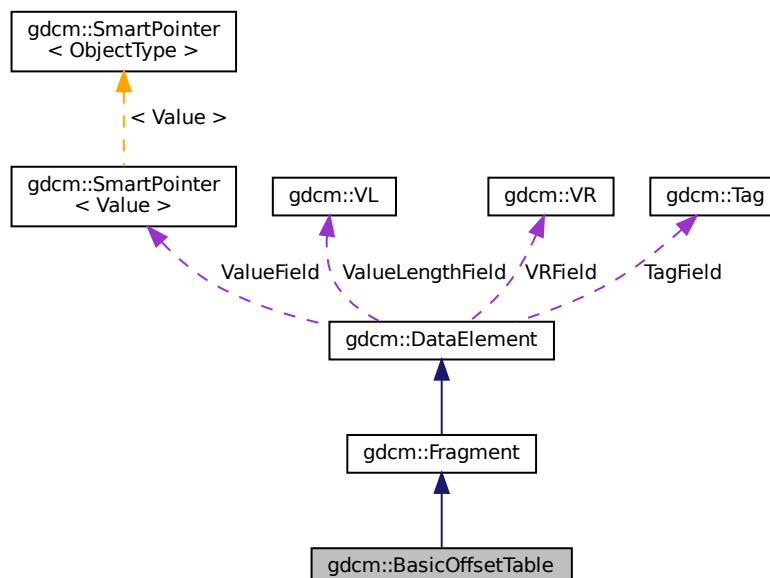 gdcm::SmartPointer
< ObjectType >
< Value >
gdcm::SmartPointer
< Value >
gdcm::VL
gdcm::VR
gdcm::Tag
ValueField
ValueLengthField
VRField
TagField
gdcm::DataElement
gdcm::Fragment
gdcm::BasicOffsetTable